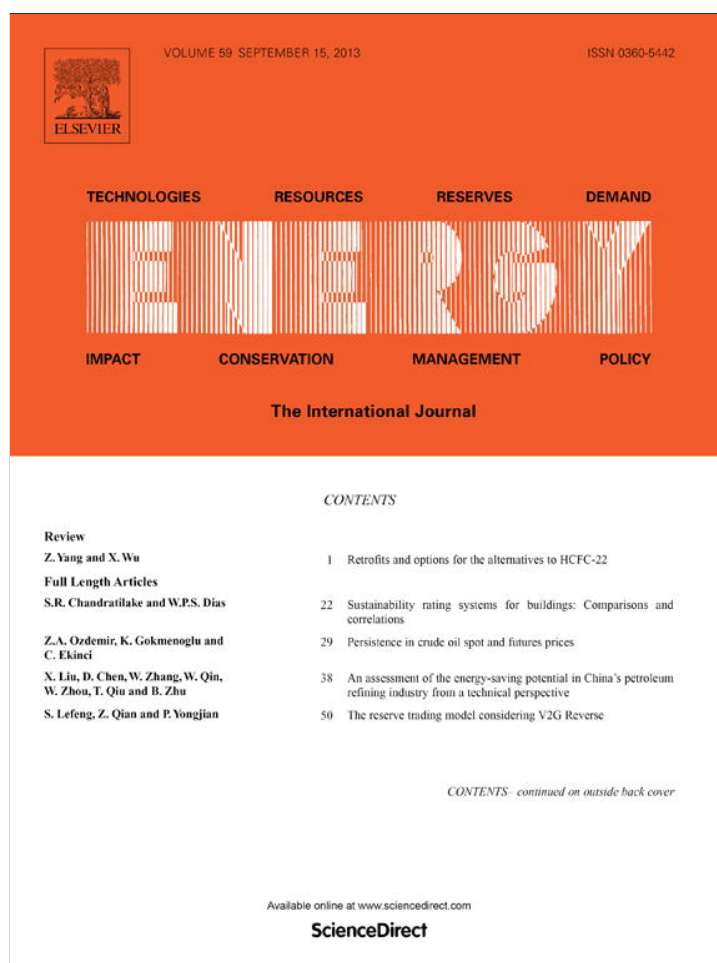 VOLUME 59 SEPTEMBER 15, 2013
ISSN 0360-5442
ELSEVIER
TECHNOLOGIES RESOURCES RESERVES DEMAND
ENERGY
IMPACT CONSERVATION MANAGEMENT POLICY
The International Journal
CONTENTS
Review
Z. Yang and X. Wu 1 Retrofits and options for the alternatives to HCFC-22
Full Length Articles
S.R. Chandratilake and W.P.S. Dias 22 Sustainability rating systems for buildings: Comparisons and
correlations
Z.A. Ozdemir, K. Gokmenoglu and 29 Persistence in crude oil spot and futures prices
C. Ekinci
X. Liu, D. Chen, W. Zhang, W. Qin, 38 An assessment of the energy-saving potential in China's petroleum
W. Zhou, T. Qiu and B. Zhu refining industry from a technical perspective
S. Lefeng, Z. Qian and P. Yongjian 50 The reserve trading model considering V2G Reverse
CONTENTS– continued on outside back cover
Available online at www.sciencedirect.com
ScienceDirect